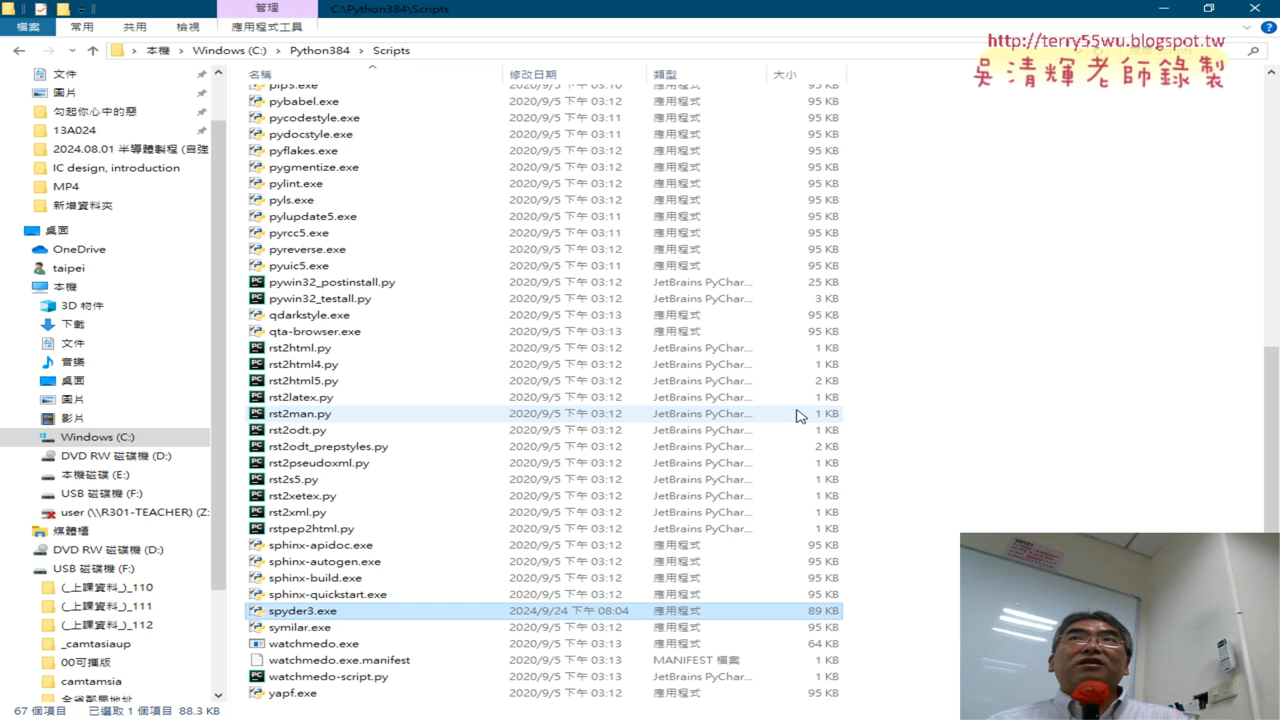 管理
C:\Python384\Scripts
檔案
常用
共用
檢視
應用程式工具
本機 > Windows (C:) > Python384 > Scripts
http://terry55wu.blogspot.tw
吳清輝老師錄製
文件
圖片
勾起你心中的惡
13A024
2024.08.01 半導體製程 (自強
IC design, introduction
MP4
新增資料夾
桌面
OneDrive
taipei
本機
3D 物件
下載
文件
音樂
桌面
圖片
影片
Windows (C:)
DVD RW 磁碟機 (D:)
本機磁碟 (E:)
USB 磁碟機 (F:)
user (\\R301-TEACHER) (Z:
媒體櫃
DVD RW 磁碟機 (D:)
USB 磁碟機 (F:)
(_上課資料_)_110
(_上課資料_)_111
(_上課資料_)_112
_camtasiaup
00可攜版
camtamsia
全省郵局地址
名稱 修改日期 類型 大小
pip3.exe 2020/9/5 下午 03:10 應用程式 95 KB
pybabel.exe 2020/9/5 下午 03:12 應用程式 95 KB
pycodestyle.exe 2020/9/5 下午 03:11 應用程式 95 KB
pydocstyle.exe 2020/9/5 下午 03:11 應用程式 95 KB
pyflakes.exe 2020/9/5 下午 03:12 應用程式 95 KB
pygmentize.exe 2020/9/5 下午 03:12 應用程式 95 KB
pylint.exe 2020/9/5 下午 03:12 應用程式 95 KB
pyls.exe 2020/9/5 下午 03:12 應用程式 95 KB
pylupdate5.exe 2020/9/5 下午 03:11 應用程式 95 KB
pyrcc5.exe 2020/9/5 下午 03:11 應用程式 95 KB
pyreverse.exe 2020/9/5 下午 03:12 應用程式 95 KB
pyuic5.exe 2020/9/5 下午 03:11 應用程式 95 KB
pywin32_postinstall.py 2020/9/5 下午 03:12 JetBrains PyChar... 25 KB
pywin32_testall.py 2020/9/5 下午 03:12 JetBrains PyChar... 3 KB
qdarkstyle.exe 2020/9/5 下午 03:13 應用程式 95 KB
qta-browser.exe 2020/9/5 下午 03:13 應用程式 95 KB
rst2html.py 2020/9/5 下午 03:12 JetBrains PyChar... 1 KB
rst2html4.py 2020/9/5 下午 03:12 JetBrains PyChar... 1 KB
rst2html5.py 2020/9/5 下午 03:12 JetBrains PyChar... 2 KB
rst2latex.py 2020/9/5 下午 03:12 JetBrains PyChar... 1 KB
rst2man.py 2020/9/5 下午 03:12 JetBrains PyChar... 1 KB
rst2odt.py 2020/9/5 下午 03:12 JetBrains PyChar... 1 KB
rst2odt_prepstyles.py 2020/9/5 下午 03:12 JetBrains PyChar... 2 KB
rst2pseudoxml.py 2020/9/5 下午 03:12 JetBrains PyChar... 1 KB
rst2s5.py 2020/9/5 下午 03:12 JetBrains PyChar... 1 KB
rst2xetex.py 2020/9/5 下午 03:12 JetBrains PyChar... 1 KB
rst2xml.py 2020/9/5 下午 03:12 JetBrains PyChar... 1 KB
rstpep2html.py 2020/9/5 下午 03:12 JetBrains PyChar... 1 KB
sphinx-apidoc.exe 2020/9/5 下午 03:12 應用程式 95 KB
sphinx-autogen.exe 2020/9/5 下午 03:12 應用程式 95 KB
sphinx-build.exe 2020/9/5 下午 03:12 應用程式 95 KB
sphinx-quickstart.exe 2020/9/5 下午 03:12 應用程式 95 KB
spyder3.exe 2024/9/24 下午 08:04 應用程式 89 KB
symilar.exe 2020/9/5 下午 03:12 應用程式 95 KB
watchmedo.exe 2020/9/5 下午 03:13 應用程式 64 KB
watchmedo.exe.manifest 2020/9/5 下午 03:13 MANIFEST 檔案 1 KB
watchmedo-script.py 2020/9/5 下午 03:13 JetBrains PyChar... 1 KB
yapf.exe 2020/9/5 下午 03:12 應用程式 95 KB
67 個項目 已選取 1 個項目 88.3 KB